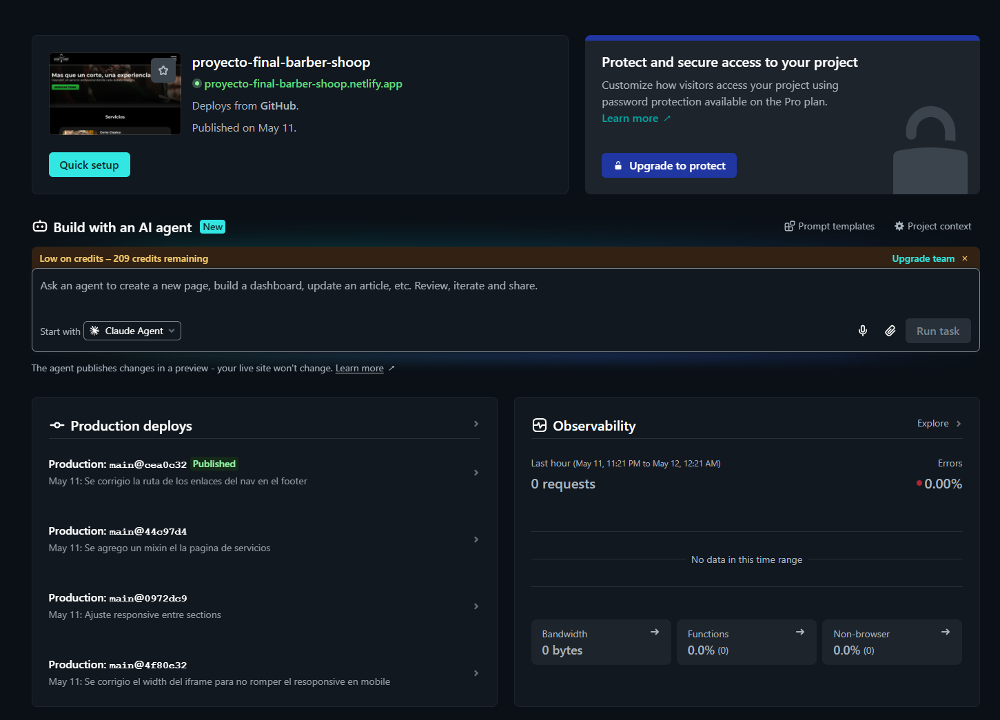 Mas que un corte, una experiencia
Servicios
Corte Clasico
proyecto-final-barber-shoop
proyecto-final-barber-shoop.netlify.app
Deploys from GitHub.
Published on May 11.
Quick setup
Protect and secure access to your project
Customize how visitors access your project using
password protection available on the Pro plan.
Learn more ↗
Upgrade to protect
Build with an AI agent New
Prompt templates
Project context
Low on credits – 209 credits remaining
Upgrade team ×
Ask an agent to create a new page, build a dashboard, update an article, etc. Review, iterate and share.
Start with Claude Agent
Run task
The agent publishes changes in a preview - your live site won't change. Learn more ↗
Production deploys
Production: main@cea0c32 Published
May 11: Se corrigio la ruta de los enlaces del nav en el footer
Production: main@44c97d4
May 11: Se agrego un mixin el la pagina de servicios
Production: main@0972dc9
May 11: Ajuste responsive entre sections
Production: main@4f80e32
May 11: Se corrigio el width del iframe para no romper el resoponsive en mobile
Observability
Explore
Last hour (May 11, 11:21 PM to May 12, 12:21 AM)
Errors
0 requests
0.00%
No data in this time range
Bandwidth →
0 bytes
Functions →
0.0% (0)
Non-browser →
0.0% (0)